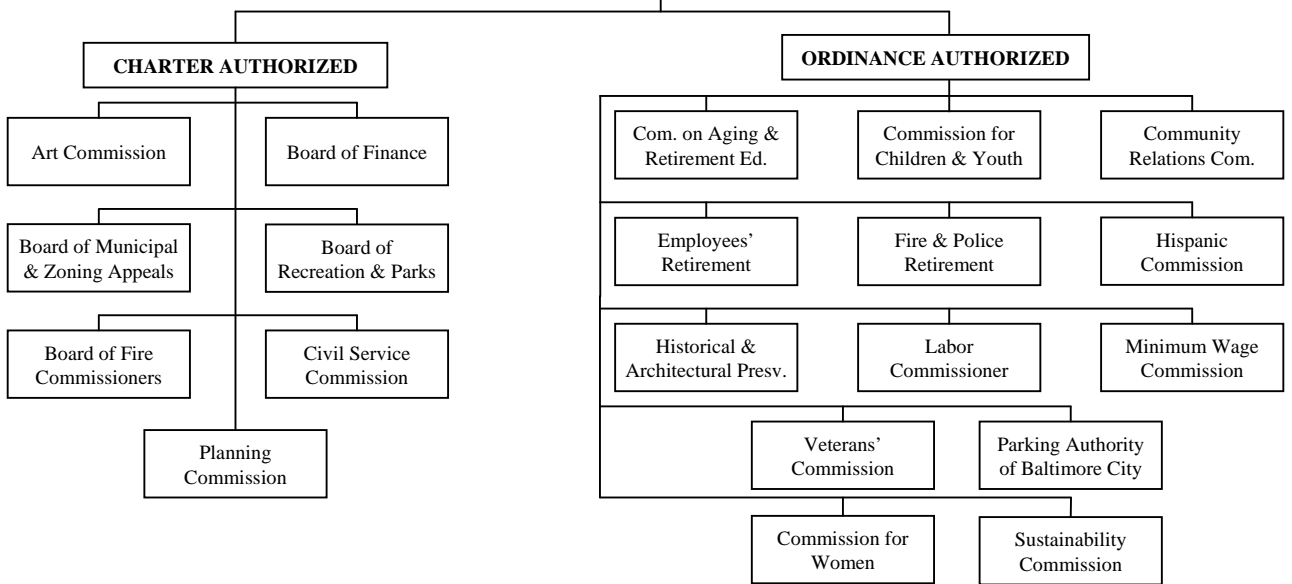 CHARTER AUTHORIZED
Art Commission
Board of Finance
Board of Municipal
& Zoning Appeals
Board of
Recreation & Parks
Board of Fire
Commissioners
Civil Service
Commission
Planning
Commission
ORDINANCE AUTHORIZED
Com. on Aging &
Retirement Ed.
Commission for
Children & Youth
Community
Relations Com.
Employees’
Retirement
Fire & Police
Retirement
Hispanic
Commission
Historical &
Architectural Presv.
Labor
Commissioner
Minimum Wage
Commission
Veterans’
Commission
Parking Authority
of Baltimore City
Commission for
Women
Sustainability
Commission